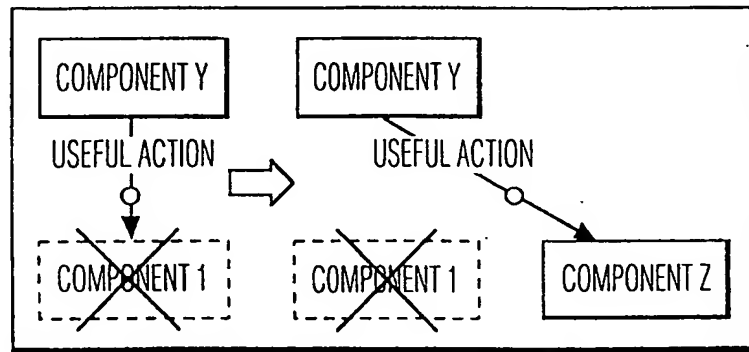 COMPONENT Y COMPONENT Y
USEFUL ACTION USEFUL ACTION
COMPONENT 1 COMPONENT 1 COMPONENT Z